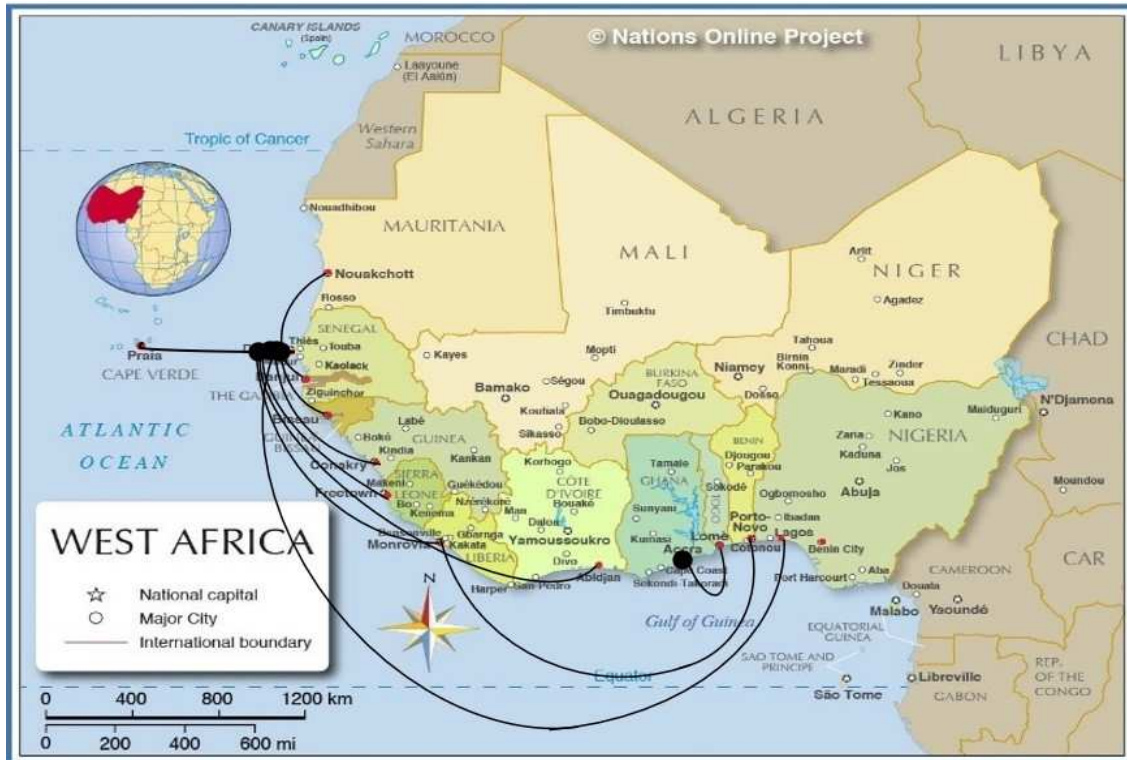 CANARY ISLANDS
(Spain)
MOROCCO
© Nations Online Project
LIBYA
Laayoune
(El Aaiún)
ALGERIA
Western
Sahara
Tropic of Cancer
Nouadhibou
MAURITANIA
MALI
NIGER
Arlit
Agadez
Nouakchott
Rosso
Timbuktu
CHAD
SENEGAL
Thiès
Touba
Kaolack
Praia
CAPE VERDE
Kayes
Mopti
Tahoua
Birnin
Konni
Zinder
Maradi
Tessaoua
Niamey
Dosso
N'Djamena
Ségou
Bamako
BURKINA
FASO
Ouagadougou
Bobo-Dioulasso
Koutiala
Sikasso
Maiduguri
Kano
NIGERIA
Zaria
Kaduna
Jos
Abuja
Banjul
THE GAMBIA
Ziguinchor
Bissau
GUINEA
BISSAU
ATLANTIC
OCEAN
Labé
Boké
GUINEA
Kindia
Kankan
Conakry
SIERRA
LEONE
Makeni
Freetown
Bo
Kenema
Guékédou
Nzérékoré
Korhogo
CÔTE
D'IVOIRE
Bouaké
Man
Daloa
Yamoussoukro
Divo
Tamale
GHANA
Sunyani
Kumasi
Accra
Cape Coast
Sekondi-Takoradi
BENIN
Djougou
Parakou
Sokodé
TOGO
Ogbomosho
Ibadan
Porto-
Novo
Lagos
Lomé
Cotonou
Benin City
Aba
Port Harcourt
Moundou
CAR
CAMEROON
Douala
Yaoundé
Malabo
EQUATORIAL
GUINEA
Bensonville
Monrovia
Gbarnga
Kakata
LIBERIA
Harper
San-Pedro
Abidjan
Gulf of Guinea
Equator
SAO TOME AND
PRINCIPE
São Tome
Libreville
GABON
REP.
OF THE
CONGO
N
WEST AFRICA
National capital
Major City
International boundary
0 400 800 1200 km
0 200 400 600 mi